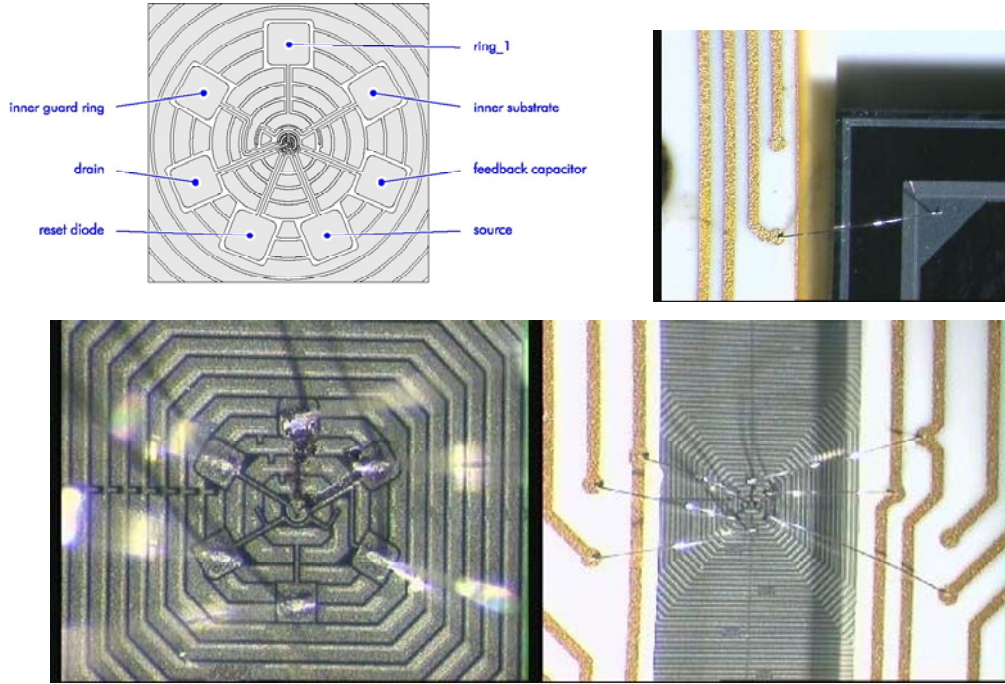 ring_1
inner guard ring
inner substrate
drain
feedback capacitor
reset diode
source